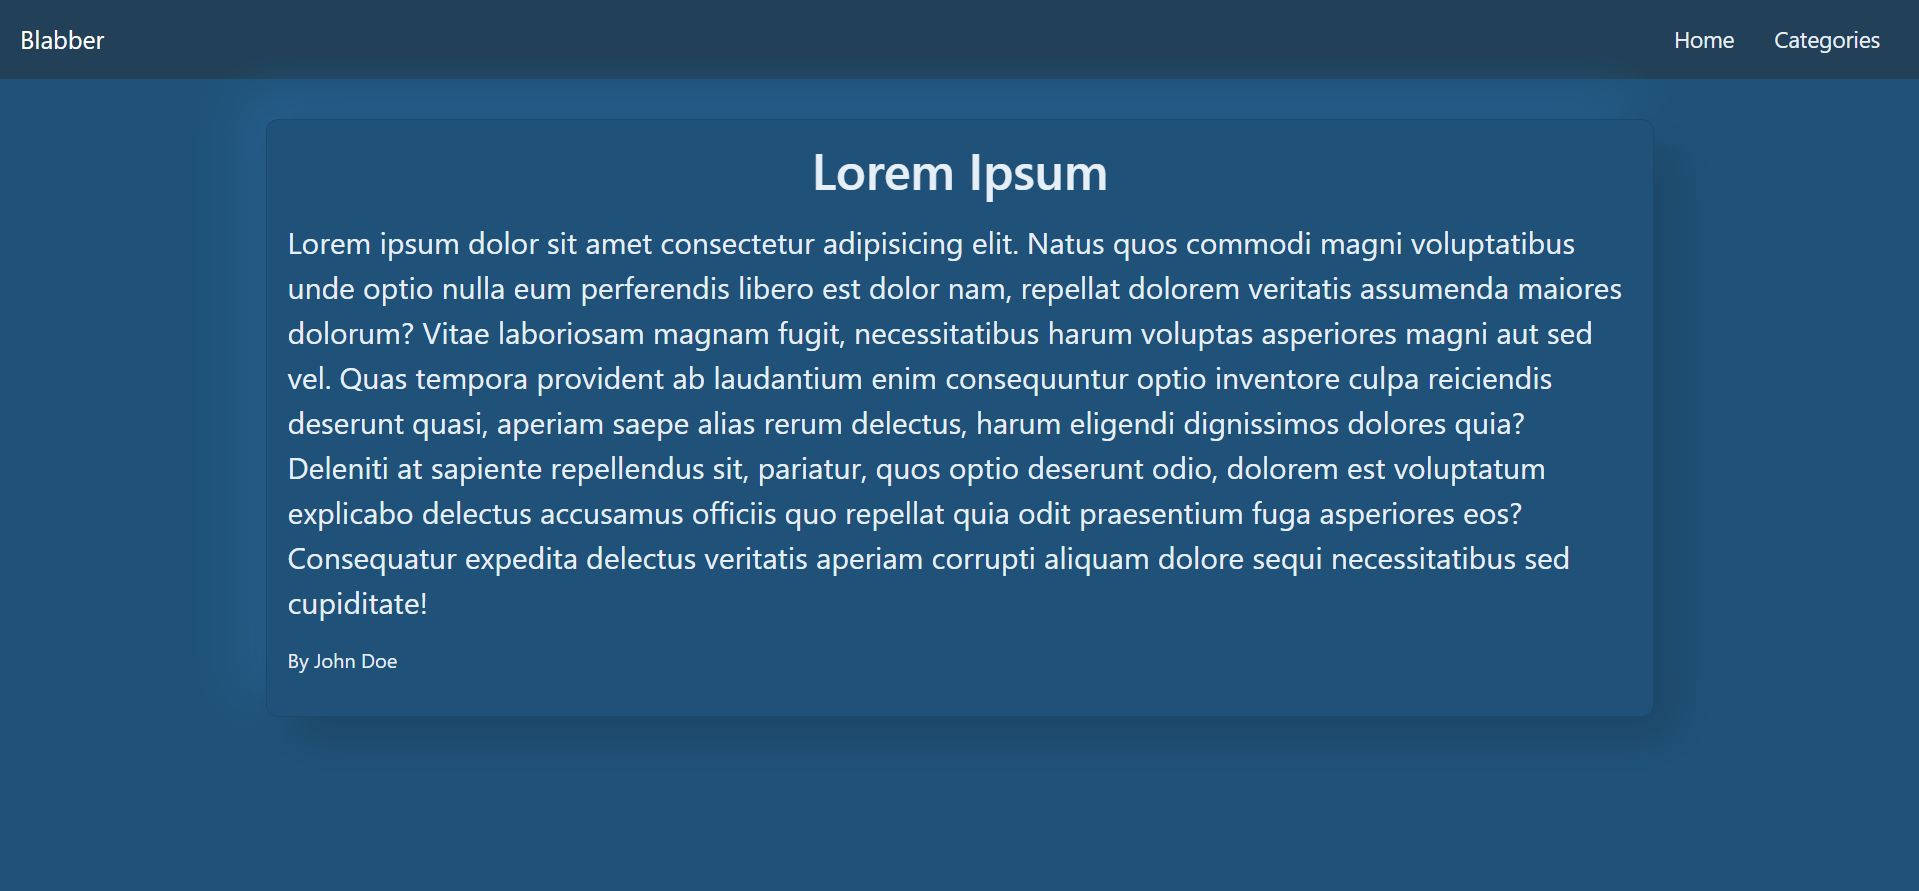 Blabber
Home Categories
Lorem Ipsum
Lorem ipsum dolor sit amet consectetur adipisicing elit. Natus quos commodi magni voluptatibus
unde optio nulla eum perferendis libero est dolor nam, repellat dolorem veritatis assumenda maiores
dolorum? Vitae laboriosam magnam fugit, necessitatibus harum voluptas asperiores magni aut sed
vel. Quas tempora provident ab laudantium enim consequuntur optio inventore culpa reiciendis
deserunt quasi, aperiam saepe alias rerum delectus, harum eligendi dignissimos dolores quia?
Deleniti at sapiente repellendus sit, pariatur, quos optio deserunt odio, dolorem est voluptatum
explicabo delectus accusamus officiis quo repellat quia odit praesentium fuga asperiores eos?
Consequatur expedita delectus veritatis aperiam corrupti aliquam dolore sequi necessitatibus sed
cupiditate!
By John Doe